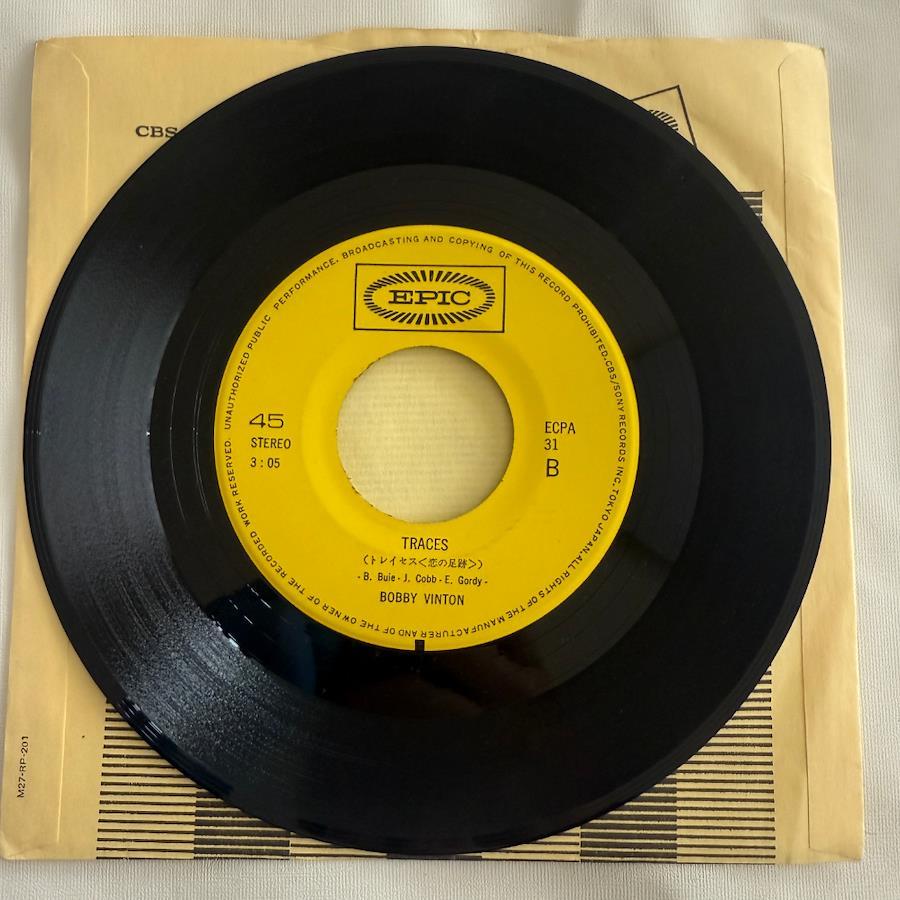 CBS
EPIC
UNAUTHORIZED PUBLIC PERFORMANCE, BROADCASTING AND COPYING OF THIS RECORD PROHIBITED. CBS/SONY RECORDS INC. TOKYO JAPAN. ALL RIGHTS OF THE MANUFACTURER AND OF THE OWNER OF THE RECORDED WORK RESERVED.
45
STEREO
3:05
ECPA
31
B
TRACES
(トレイセス<恋の足跡>)
-B. Buie-J. Cobb-E. Gordy-
BOBBY VINTON
M27-RP-201